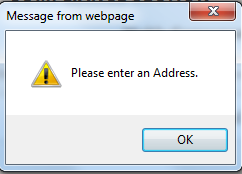 Message from webpage
Please enter an Address.
OK